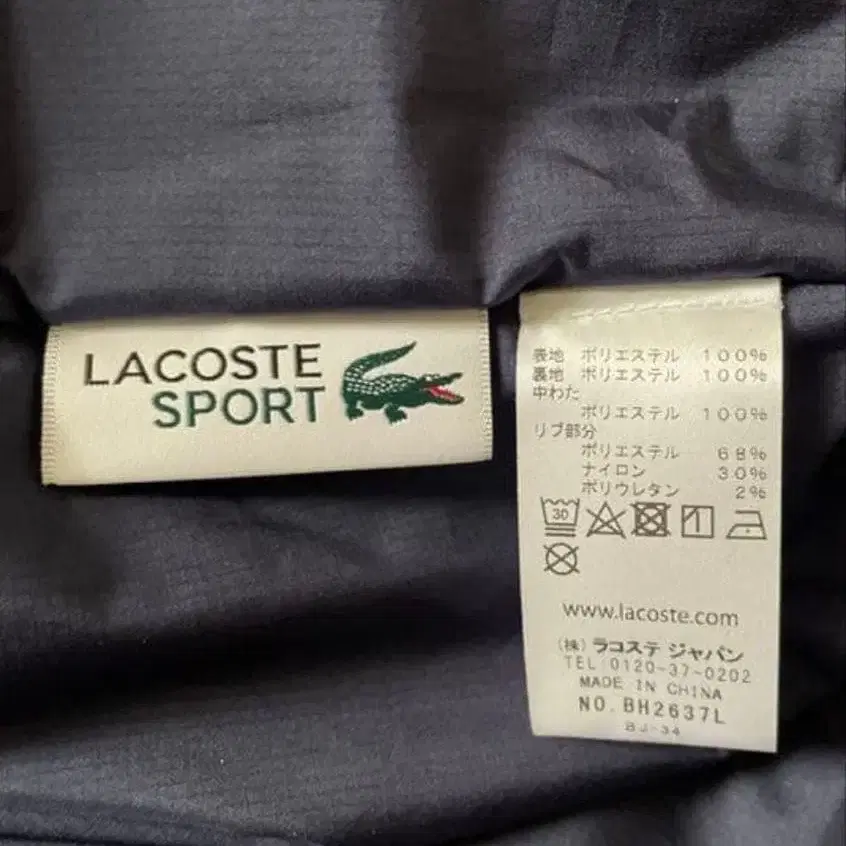 LACOSTE
SPORT
表地 ポリエステル 100%
裏地 ポリエステル 100%
中わた
ポリエステル 100%
リブ部分
ポリエステル 68%
ナイロン 30%
ポリウレタン 2%
30
www.lacoste.com
(株) ラコステ ジャパン
TEL:0120-37-0202
MADE IN CHINA
NO. BH2637L
BJ-34